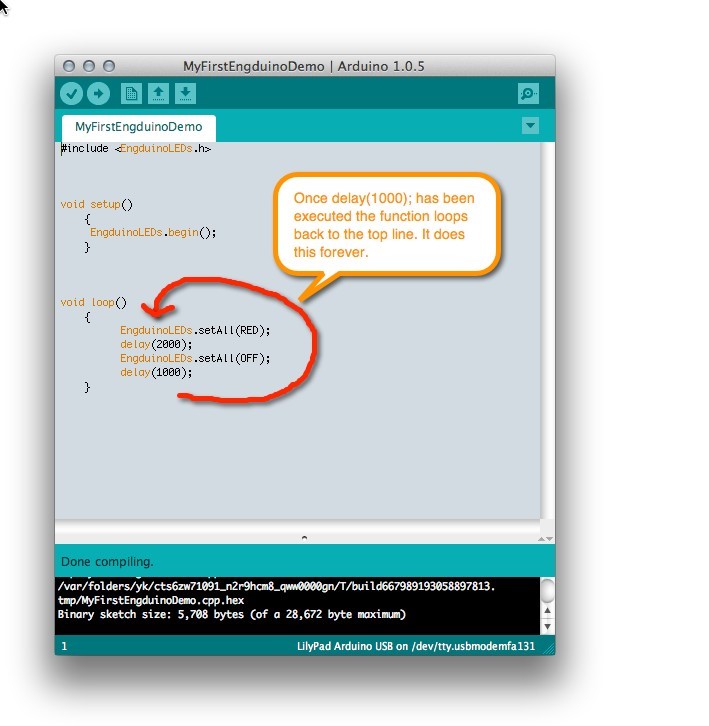 MyFirstEngduinoDemo | Arduino 1.0.5
MyFirstEngduinoDemo
#include <EngduinoLEDs.h>
void setup()
{
EngduinoLEDs.begin();
}
Once delay(1000); has been
executed the function loops
back to the top line. It does
this forever.
void loop()
{
EngduinoLEDs.setAll(RED);
delay(2000);
EngduinoLEDs.setAll(OFF);
delay(1000);
}
Done compiling.
/var/folders/yk/cts6zw71091_n2r9hcm8_qww0000gn/T/build667989193058897813.
tmp/MyFirstEngduinoDemo.cpp.hex
Binary sketch size: 5,708 bytes (of a 28,672 byte maximum)
1
LilyPad Arduino USB on /dev/tty.usbmodemfa131